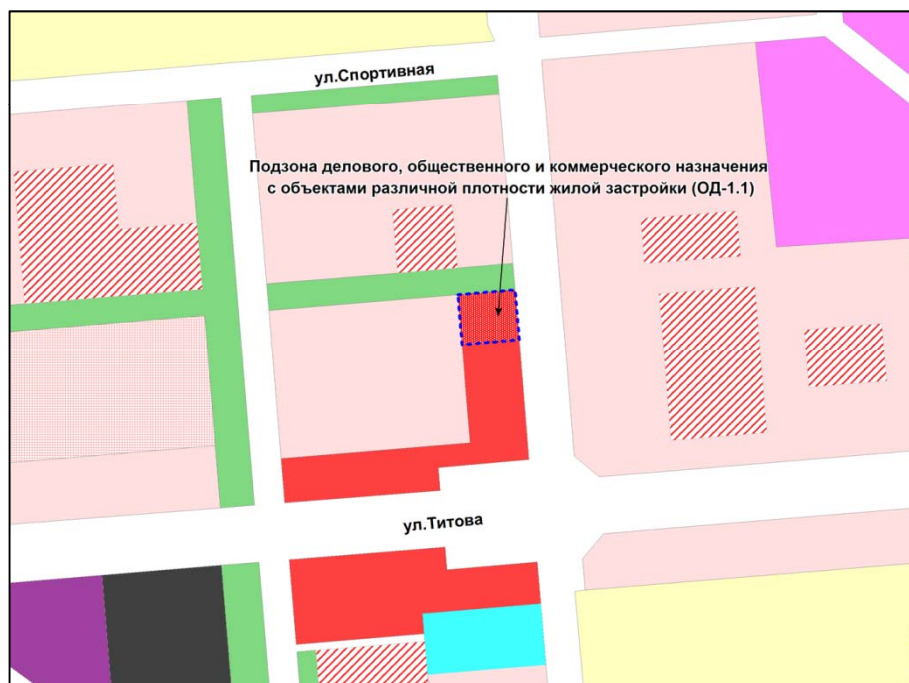 ул.Спортивная
Подзона делового, общественного и коммерческого назначения
с объектами различной плотности жилой застройки (ОД-1.1)
ул.Титова